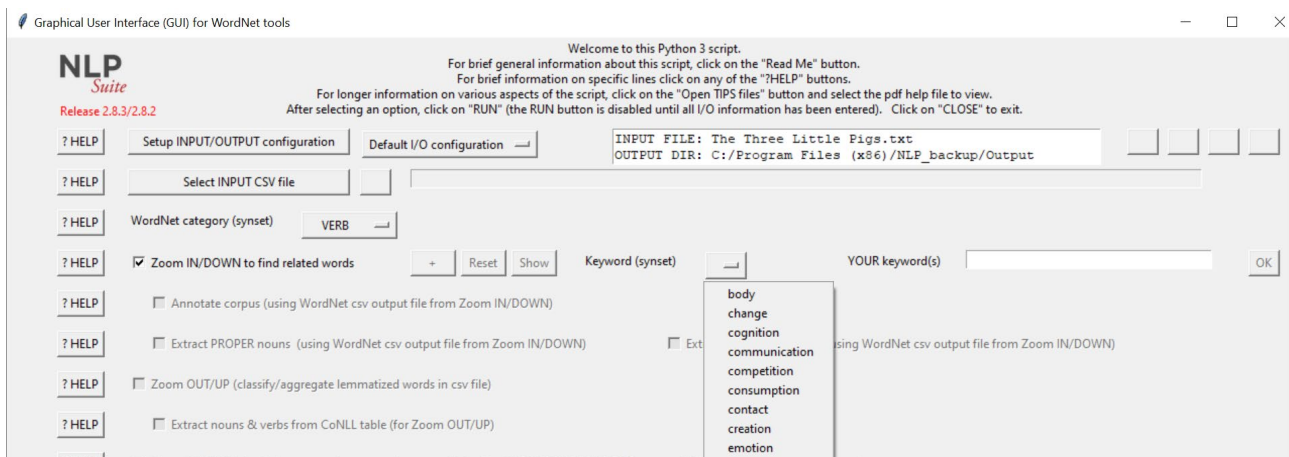 Graphical User Interface (GUI) for WordNet tools
NLP
Suite
Release 2.8.3/2.8.2
Welcome to this Python 3 script.
For brief general information about this script, click on the "Read Me" button.
For brief information on specific lines click on any of the "?HELP" buttons.
For longer information on various aspects of the script, click on the "Open TIPS files" button and select the pdf help file to view.
After selecting an option, click on "RUN" (the RUN button is disabled until all I/O information has been entered). Click on "CLOSE" to exit.
? HELP Setup INPUT/OUTPUT configuration Default I/O configuration
INPUT FILE: The Three Little Pigs.txt
OUTPUT DIR: C:/Program Files (x86)/NLP_backup/Output
? HELP Select INPUT CSV file
? HELP WordNet category (synset) VERB
? HELP Zoom IN/DOWN to find related words + Reset Show Keyword (synset) YOUR keyword(s) OK
body
change
cognition
communication
competition
consumption
contact
creation
emotion
? HELP Annotate corpus (using WordNet csv output file from Zoom IN/DOWN)
? HELP Extract PROPER nouns (using WordNet csv output file from Zoom IN/DOWN) WordNet csv output file from Zoom IN/DOWN)
? HELP Zoom OUT/UP (classify/aggregate lemmatized words in csv file)
? HELP Extract nouns & verbs from CoNLL table (for Zoom OUT/UP)